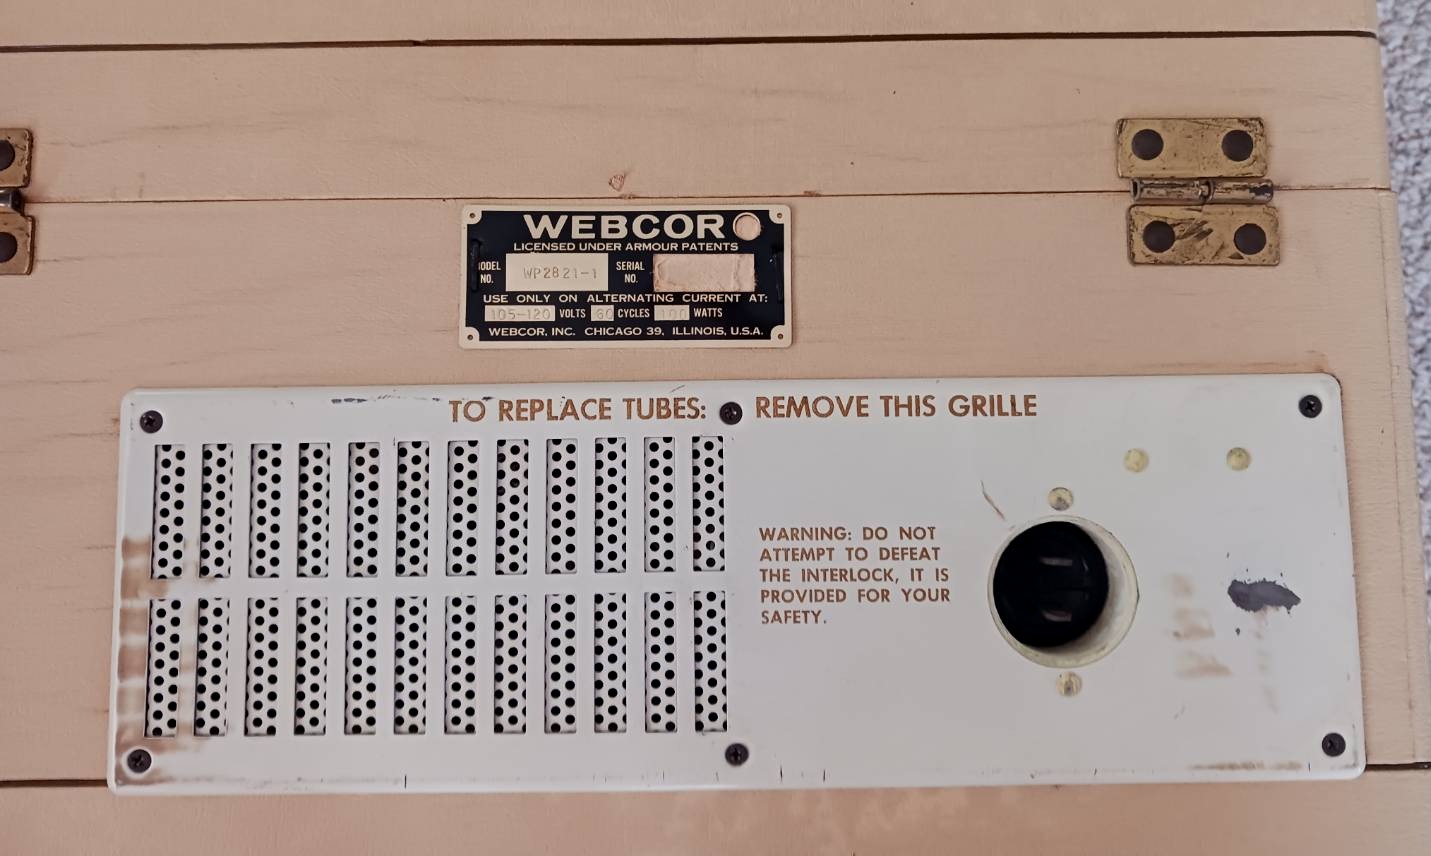 WEBCOR
LICENSED UNDER ARMOUR PATENTS
MODEL NO. WP2821-1 SERIAL NO.
USE ONLY ON ALTERNATING CURRENT AT:
105-120 VOLTS 60 CYCLES 100 WATTS
WEBCOR, INC. CHICAGO 39, ILLINOIS, U.S.A.
TO REPLACE TUBES: REMOVE THIS GRILLE
WARNING: DO NOT
ATTEMPT TO DEFEAT
THE INTERLOCK, IT IS
PROVIDED FOR YOUR
SAFETY.